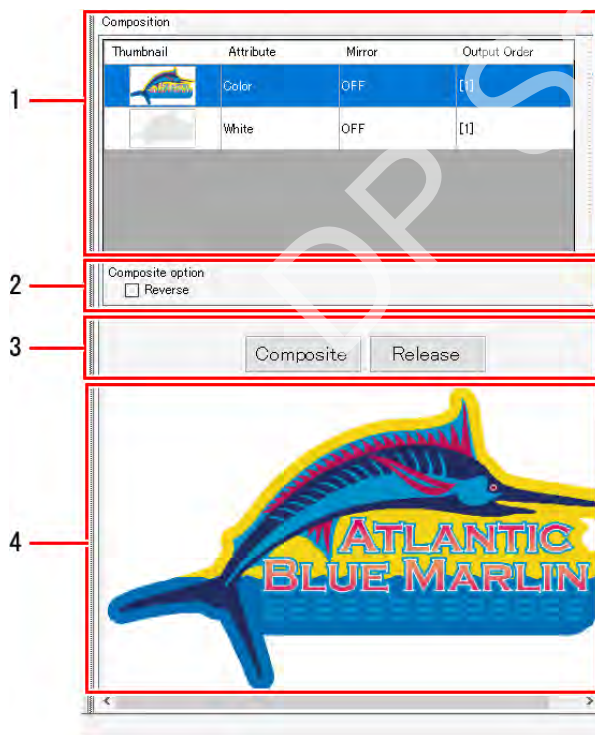 Composition
Thumbnail Attribute Mirror Output Order
1
Color OFF [1]
White OFF [1]
2
Composite option
Reverse
3
Composite Release
4
ATLANTIC
BLUE MARLIN